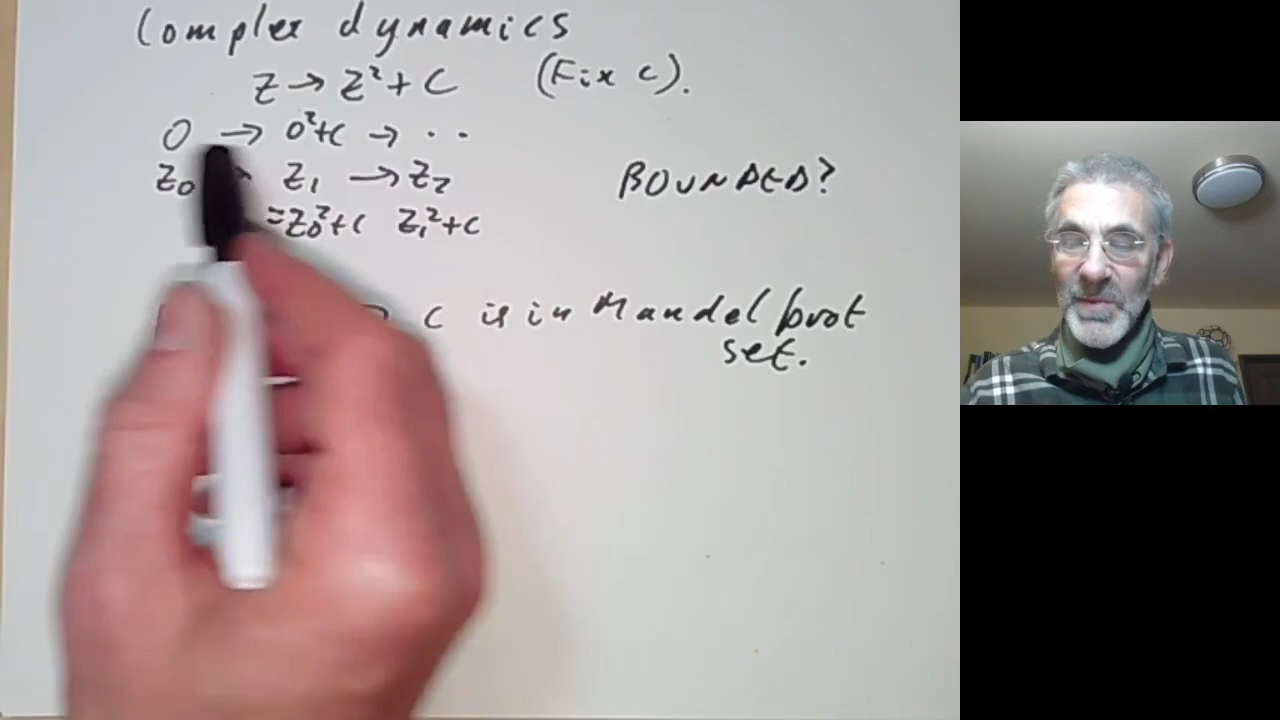 Complex dynamics
z → z² + c (Fix c).
0 → 0²+c → ..
z₀ z₁ → z₂ BOUNDED?
= z₀²+c z₁²+c
c is in Mandelbrot
set.